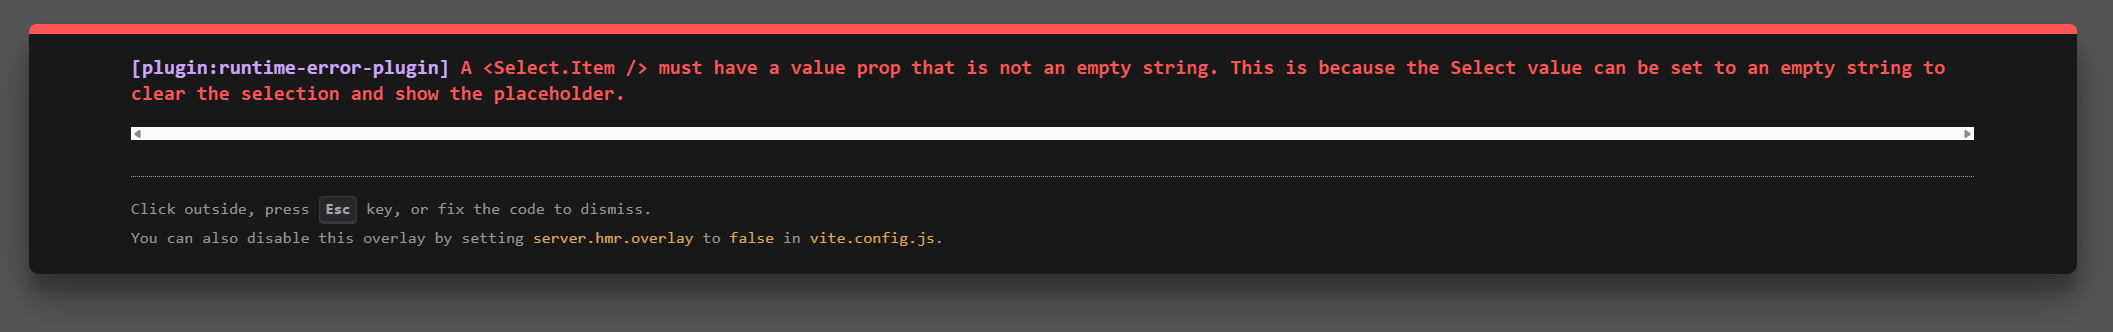 [plugin:runtime-error-plugin] A <Select.Item /> must have a value prop that is not an empty string. This is because the Select value can be set to an empty string to
clear the selection and show the placeholder.
Click outside, press Esc key, or fix the code to dismiss.
You can also disable this overlay by setting server.hmr.overlay to false in vite.config.js.